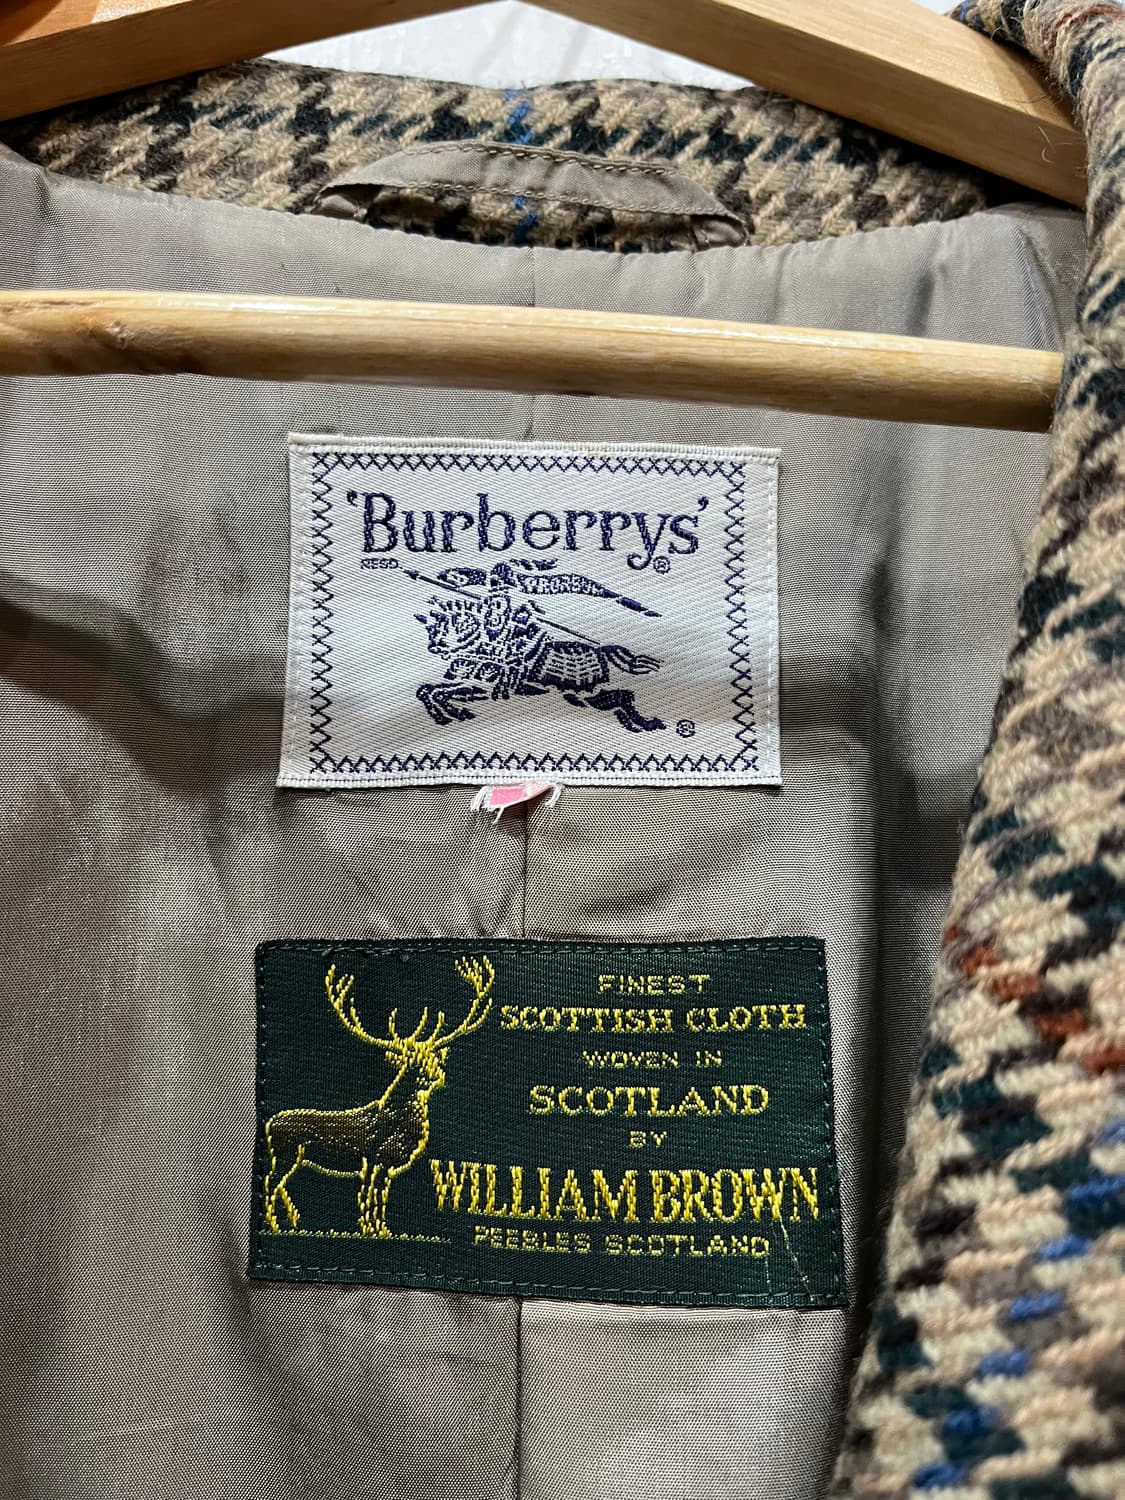 'Burberrys'
REGD. ®
PRORSUM
®
FINEST
SCOTTISH CLOTH
WOVEN IN
SCOTLAND
BY
WILLIAM BROWN
PEEBLES SCOTLAND